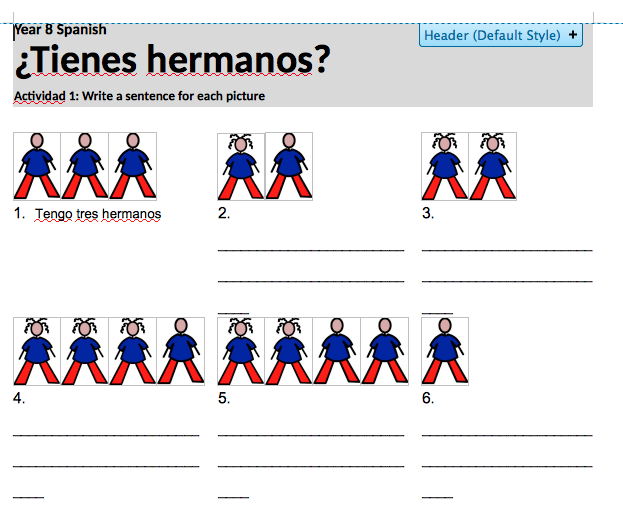 Year 8 Spanish
Header (Default Style) +
¿Tienes hermanos?
Actividad 1: Write a sentence for each picture
1. Tengo tres hermanos
2.
3.
4.
5.
6.